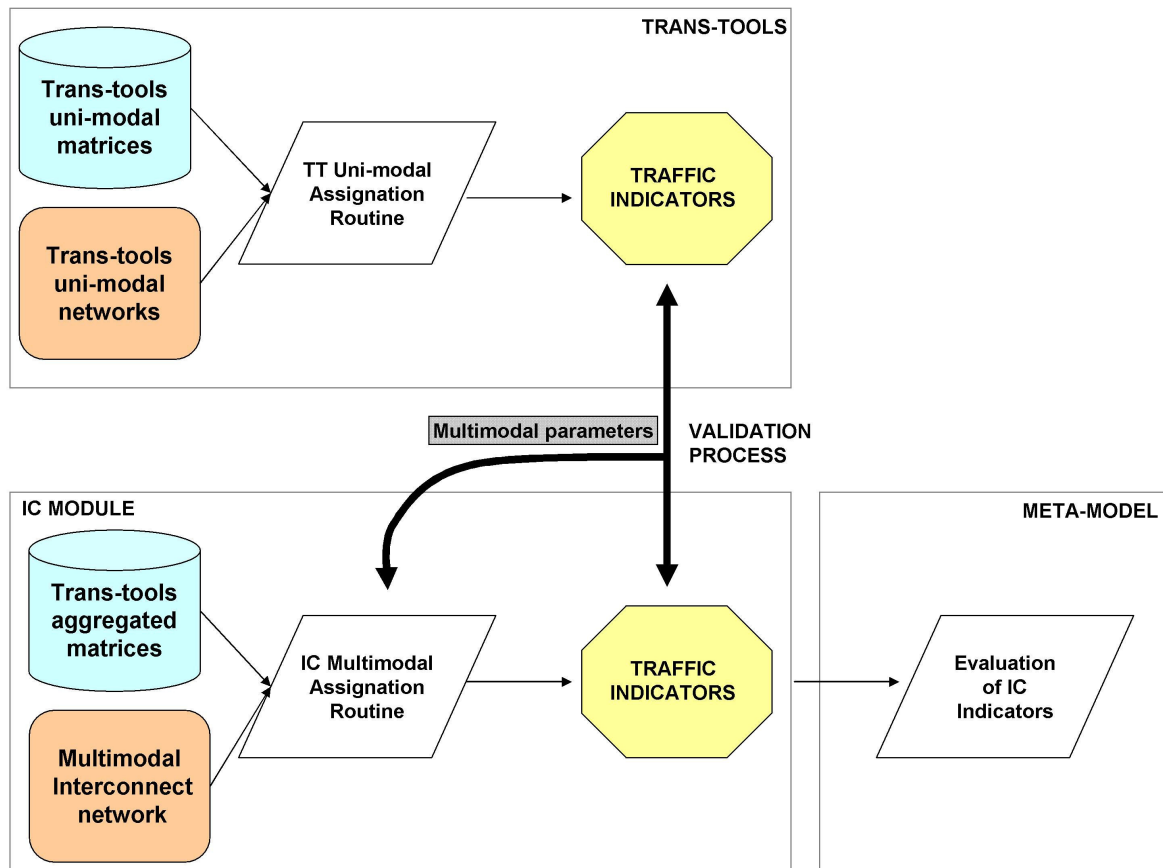 TRANS-TOOLS
Trans-tools
uni-modal
matrices
TT Uni-modal
Assignation
Routine
TRAFFIC
INDICATORS
Trans-tools
uni-modal
networks
Multimodal parameters
VALIDATION
PROCESS
IC MODULE
META-MODEL
Trans-tools
aggregated
matrices
IC Multimodal
Assignation
Routine
TRAFFIC
INDICATORS
Evaluation
of IC
Indicators
Multimodal
Interconnect
network